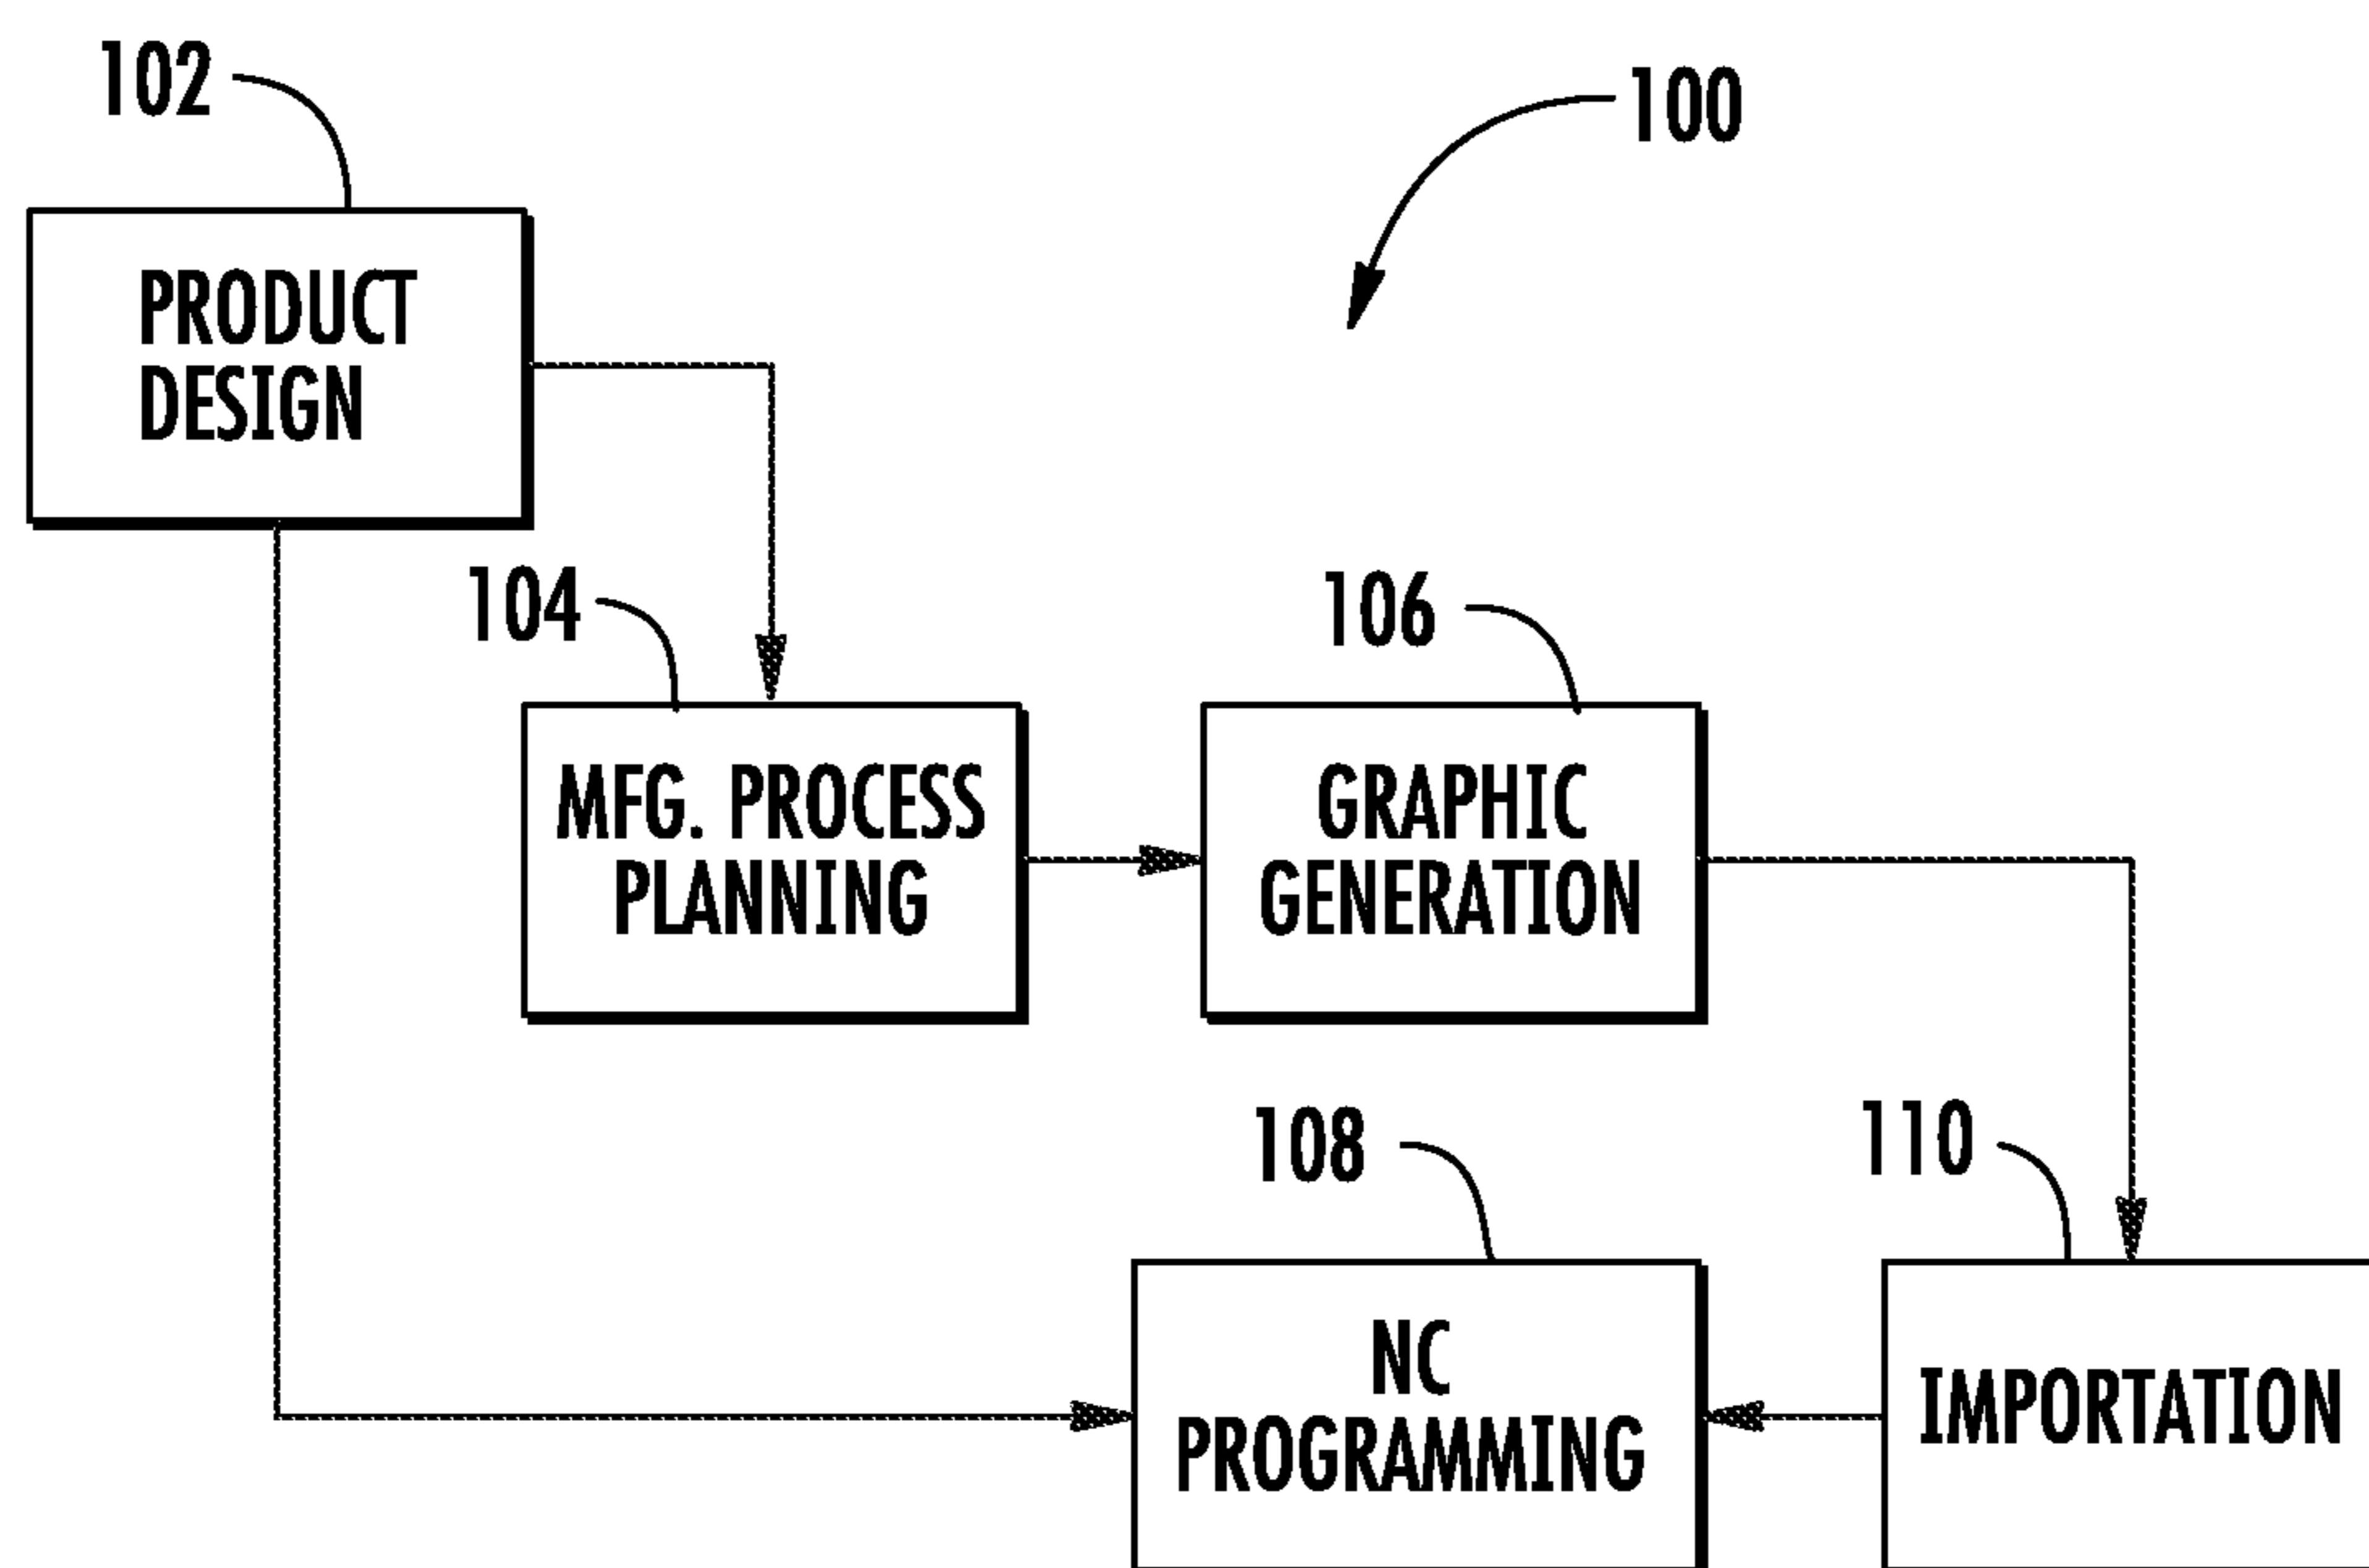 102
100
PRODUCT
DESIGN
104
106
MFG. PROCESS
PLANNING
GRAPHIC
GENERATION
108
110
NC
PROGRAMMING
IMPORTATION